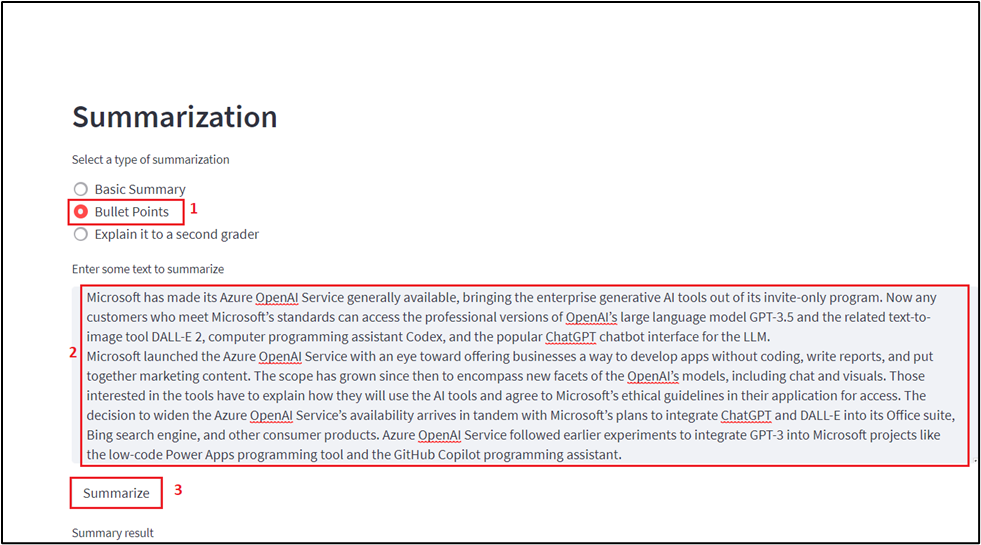 Summarization
Select a type of summarization
Basic Summary
Bullet Points 1
Explain it to a second grader
Enter some text to summarize
Microsoft has made its Azure OpenAI Service generally available, bringing the enterprise generative AI tools out of its invite-only program. Now any
customers who meet Microsoft's standards can access the professional versions of OpenAI's large language model GPT-3.5 and the related text-to-
image tool DALL-E 2, computer programming assistant Codex, and the popular ChatGPT chatbot interface for the LLM.
2 Microsoft launched the Azure OpenAI Service with an eye toward offering businesses a way to develop apps without coding, write reports, and put
together marketing content. The scope has grown since then to encompass new facets of the OpenAI's models, including chat and visuals. Those
interested in the tools have to explain how they will use the AI tools and agree to Microsoft's ethical guidelines in their application for access. The
decision to widen the Azure OpenAI Service's availability arrives in tandem with Microsoft's plans to integrate ChatGPT and DALL-E into its Office suite,
Bing search engine, and other consumer products. Azure OpenAI Service followed earlier experiments to integrate GPT-3 into Microsoft projects like
the low-code Power Apps programming tool and the GitHub Copilot programming assistant.
Summarize 3
Summary result